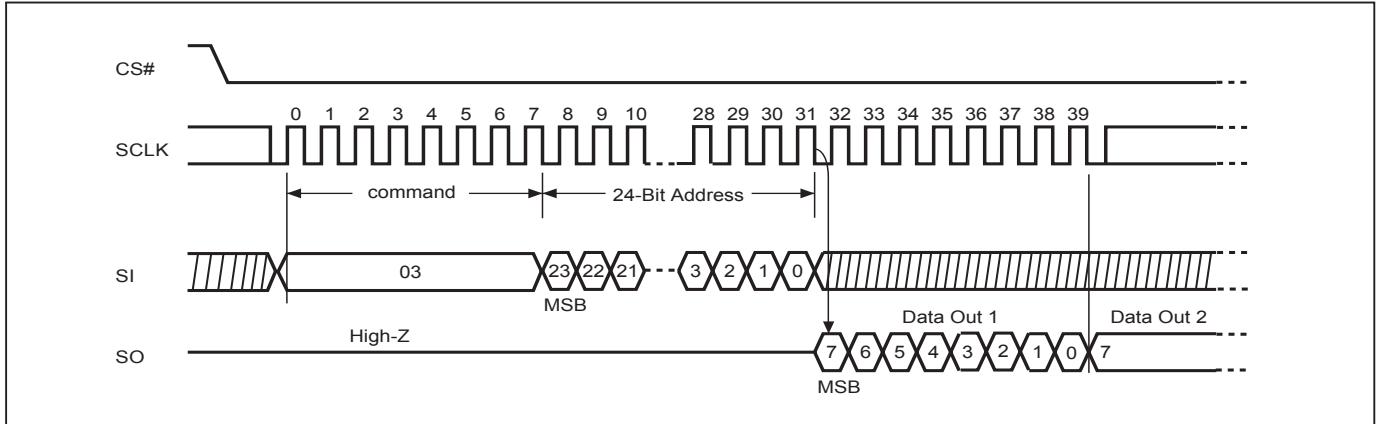 CS#
0 1 2 3 4 5 6 7 8 9 10 28 29 30 31 32 33 34 35 36 37 38 39
SCLK
command
24-Bit Address
SI
03
23 22 21 3 2 1 0
MSB
Data Out 1
Data Out 2
High-Z
SO
7 6 5 4 3 2 1 0 7
MSB